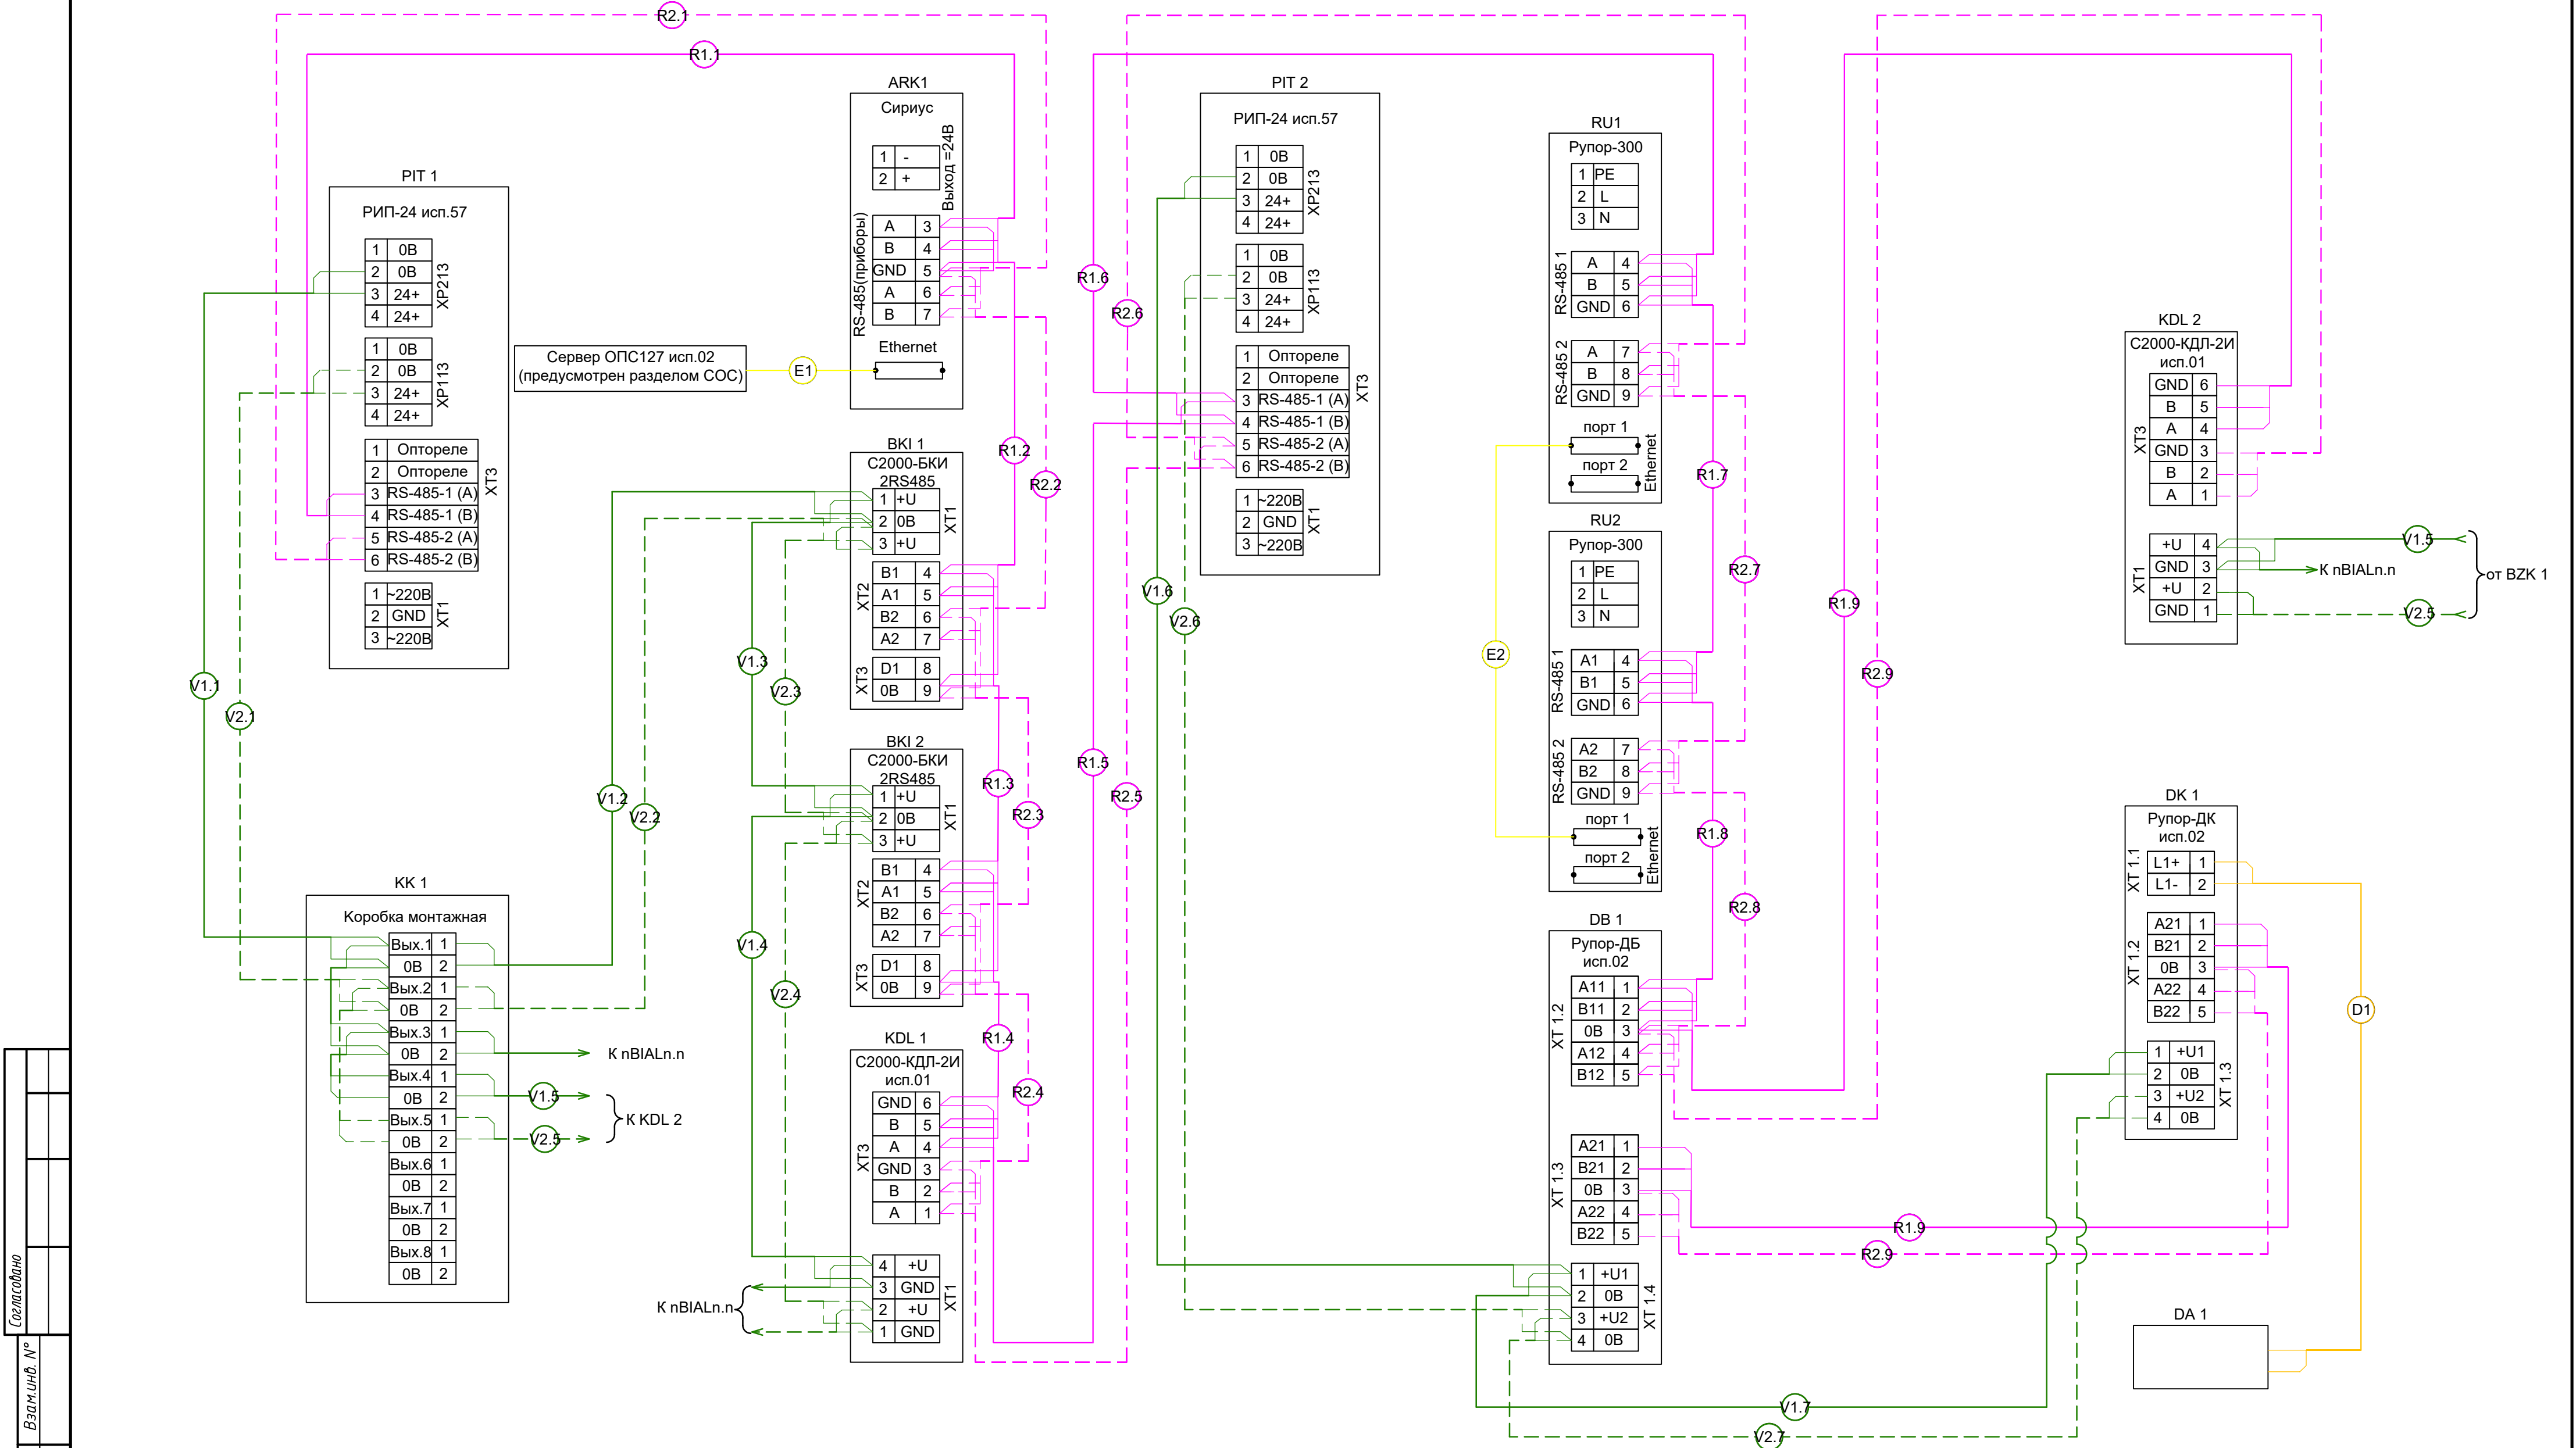 R2.1
R1.1
PIT 1
РИП-24 исп.57
1 0В
2 0В
3 24+
4 24+
XP213
1 0В
2 0В
3 24+
4 24+
XP113
1 Оптореле
2 Оптореле
3 RS-485-1 (A)
4 RS-485-1 (B)
5 RS-485-2 (A)
6 RS-485-2 (B)
XT3
1 ~220В
2 GND
3 ~220В
XT1
V1.1
V2.1
КК 1
Коробка монтажная
Вых.1 1
0В 2
Вых.2 1
0В 2
Вых.3 1
0В 2
Вых.4 1
0В 2
Вых.5 1
0В 2
Вых.6 1
0В 2
Вых.7 1
0В 2
Вых.8 1
0В 2
К nBIALn.n
V1.5
V2.5
К KDL 2
V1.2
V2.2
Сервер ОПС127 исп.02
(предусмотрен разделом СОС)
E1
ARK1
Сириус
1 -
2 +
Выход =24В
A 3
B 4
GND 5
A 6
B 7
RS-485(приборы)
Ethernet
R1.2
R2.2
BKI 1
С2000-БКИ
2RS485
1 +U
2 0В
3 +U
XT1
B1 4
A1 5
B2 6
A2 7
XT2
D1 8
0В 9
XT3
V1.3
V2.3
R1.3
R2.3
BKI 2
С2000-БКИ
2RS485
1 +U
2 0В
3 +U
XT1
B1 4
A1 5
B2 6
A2 7
XT2
D1 8
0В 9
XT3
V1.4
V2.4
R1.4
R2.4
KDL 1
С2000-КДЛ-2И
исп.01
GND 6
B 5
A 4
GND 3
B 2
A 1
XT3
4 +U
3 GND
2 +U
1 GND
XT1
К nBIALn.n
R1.6
R2.6
R1.5
R2.5
PIT 2
РИП-24 исп.57
1 0В
2 0В
3 24+
4 24+
XP213
1 0В
2 0В
3 24+
4 24+
XP113
1 Оптореле
2 Оптореле
3 RS-485-1 (A)
4 RS-485-1 (B)
5 RS-485-2 (A)
6 RS-485-2 (B)
XT3
1 ~220В
2 GND
3 ~220В
XT1
V1.6
V2.6
RU1
Рупор-300
1 PE
2 L
3 N
A 4
B 5
GND 6
RS-485 1
A 7
B 8
GND 9
RS-485 2
порт 1
порт 2
Ethernet
E2
R1.7
R2.7
RU2
Рупор-300
1 PE
2 L
3 N
A1 4
B1 5
GND 6
RS-485 1
A2 7
B2 8
GND 9
RS-485 2
порт 1
порт 2
Ethernet
R1.8
R2.8
DB 1
Рупор-ДБ
исп.02
A11 1
B11 2
0В 3
A12 4
B12 5
XT 1.2
A21 1
B21 2
0В 3
A22 4
B22 5
XT 1.3
1 +U1
2 0В
3 +U2
4 0В
XT 1.4
R1.9
R2.9
R1.9
R2.9
V1.7
V2.7
KDL 2
С2000-КДЛ-2И
исп.01
GND 6
B 5
A 4
GND 3
B 2
A 1
XT3
+U 4
GND 3
+U 2
GND 1
XT1
V1.5
К nBIALn.n
V2.5
от BZK 1
DK 1
Рупор-ДК
исп.02
L1+ 1
L1- 2
XT 1.1
A21 1
B21 2
0В 3
A22 4
B22 5
XT 1.2
1 +U1
2 0В
3 +U2
4 0В
XT 1.3
D1
DA 1
Согласовано
Взам.инв. N°